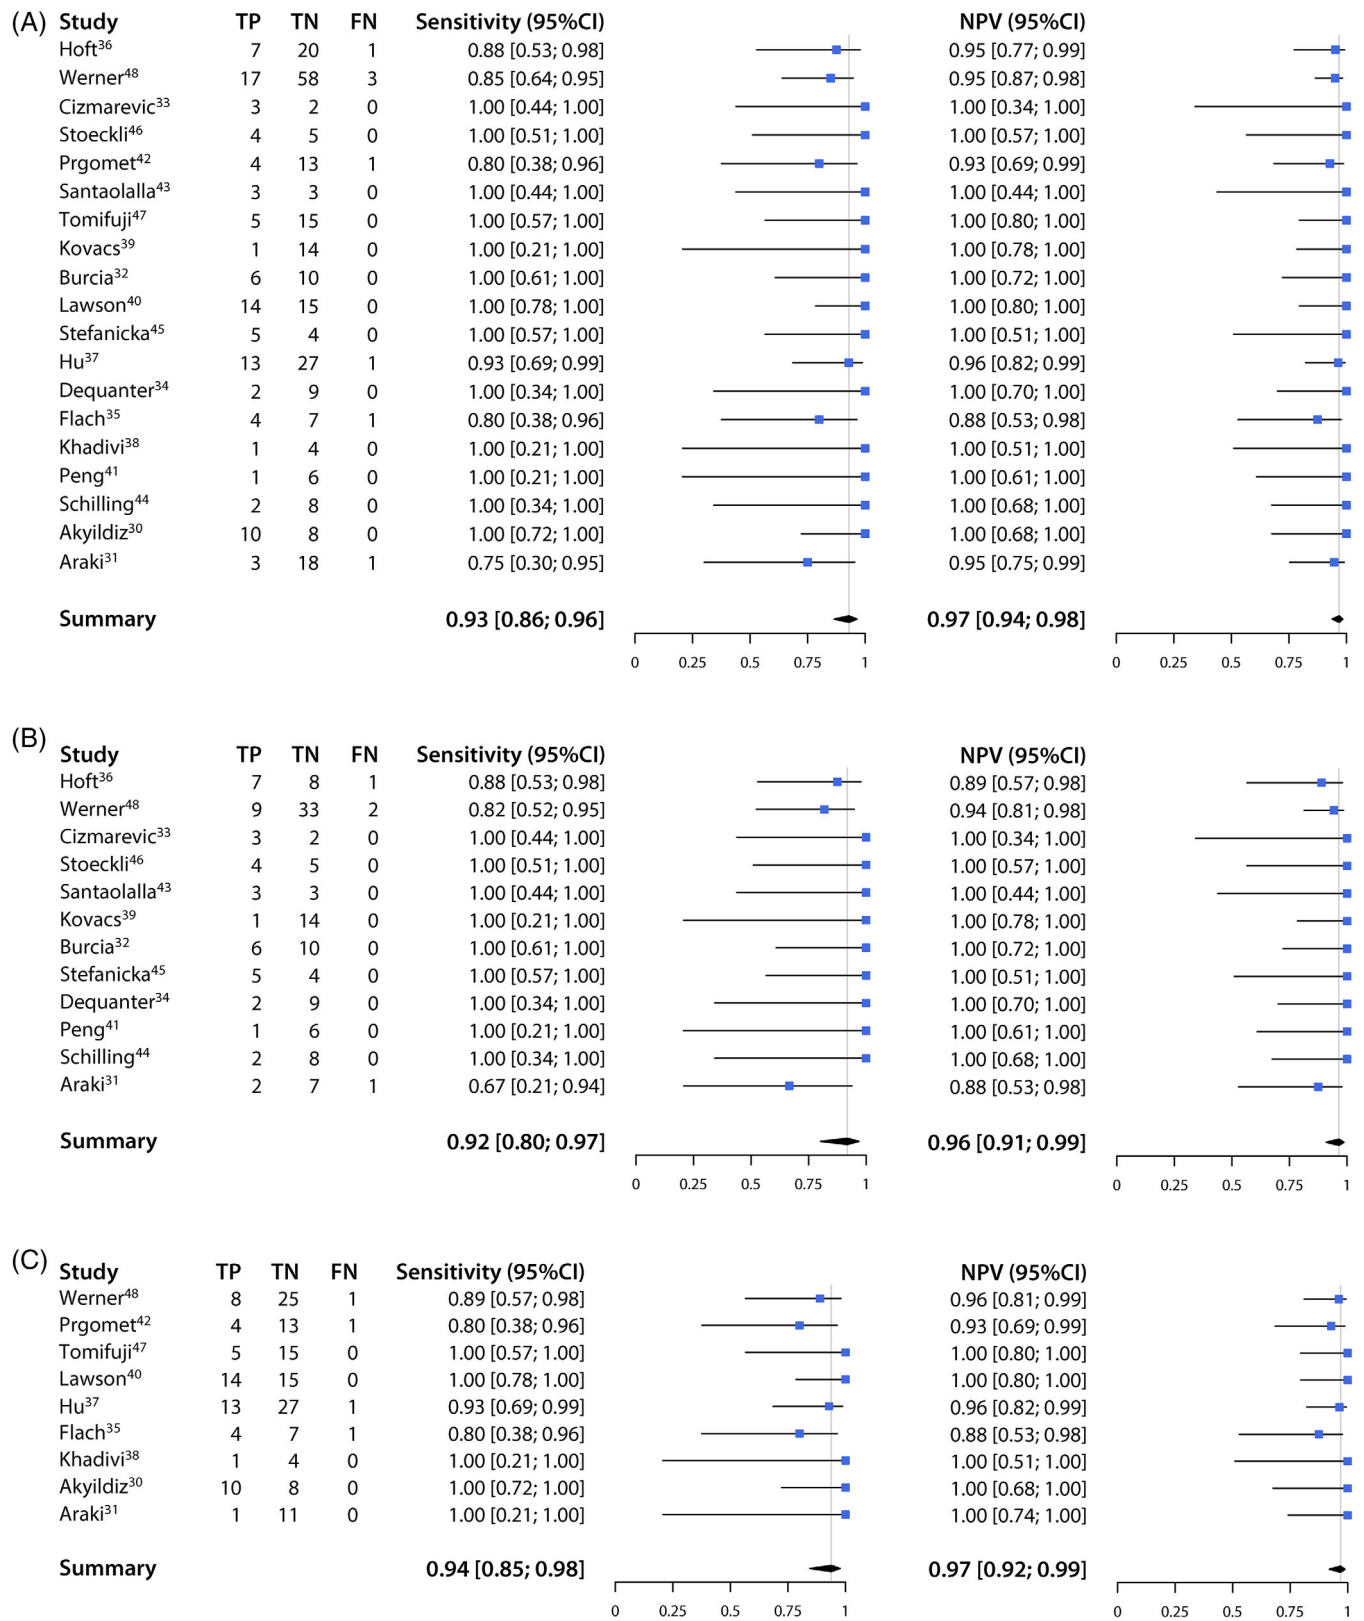 (A) Study TP TN FN Sensitivity (95%CI) NPV (95%CI)
Hoft36 7 20 1 0.88 [0.53; 0.98] 0.95 [0.77; 0.99]
Werner48 17 58 3 0.85 [0.64; 0.95] 0.95 [0.87; 0.98]
Cizmarevic33 3 2 0 1.00 [0.44; 1.00] 1.00 [0.34; 1.00]
Stoeckli46 4 5 0 1.00 [0.51; 1.00] 1.00 [0.57; 1.00]
Prgomet42 4 13 1 0.80 [0.38; 0.96] 0.93 [0.69; 0.99]
Santaolalla43 3 3 0 1.00 [0.44; 1.00] 1.00 [0.44; 1.00]
Tomifuji47 5 15 0 1.00 [0.57; 1.00] 1.00 [0.80; 1.00]
Kovacs39 1 14 0 1.00 [0.21; 1.00] 1.00 [0.78; 1.00]
Burcia32 6 10 0 1.00 [0.61; 1.00] 1.00 [0.72; 1.00]
Lawson40 14 15 0 1.00 [0.78; 1.00] 1.00 [0.80; 1.00]
Stefanicka45 5 4 0 1.00 [0.57; 1.00] 1.00 [0.51; 1.00]
Hu37 13 27 1 0.93 [0.69; 0.99] 0.96 [0.82; 0.99]
Dequanter34 2 9 0 1.00 [0.34; 1.00] 1.00 [0.70; 1.00]
Flach35 4 7 1 0.80 [0.38; 0.96] 0.88 [0.53; 0.98]
Khadivi38 1 4 0 1.00 [0.21; 1.00] 1.00 [0.51; 1.00]
Peng41 1 6 0 1.00 [0.21; 1.00] 1.00 [0.61; 1.00]
Schilling44 2 8 0 1.00 [0.34; 1.00] 1.00 [0.68; 1.00]
Akyildiz30 10 8 0 1.00 [0.72; 1.00] 1.00 [0.68; 1.00]
Araki31 3 18 1 0.75 [0.30; 0.95] 0.95 [0.75; 0.99]
Summary 0.93 [0.86; 0.96] 0.97 [0.94; 0.98]
0 0.25 0.5 0.75 1 0 0.25 0.5 0.75 1
(B) Study TP TN FN Sensitivity (95%CI) NPV (95%CI)
Hoft36 7 8 1 0.88 [0.53; 0.98] 0.89 [0.57; 0.98]
Werner48 9 33 2 0.82 [0.52; 0.95] 0.94 [0.81; 0.98]
Cizmarevic33 3 2 0 1.00 [0.44; 1.00] 1.00 [0.34; 1.00]
Stoeckli46 4 5 0 1.00 [0.51; 1.00] 1.00 [0.57; 1.00]
Santaolalla43 3 3 0 1.00 [0.44; 1.00] 1.00 [0.44; 1.00]
Kovacs39 1 14 0 1.00 [0.21; 1.00] 1.00 [0.78; 1.00]
Burcia32 6 10 0 1.00 [0.61; 1.00] 1.00 [0.72; 1.00]
Stefanicka45 5 4 0 1.00 [0.57; 1.00] 1.00 [0.51; 1.00]
Dequanter34 2 9 0 1.00 [0.34; 1.00] 1.00 [0.70; 1.00]
Peng41 1 6 0 1.00 [0.21; 1.00] 1.00 [0.61; 1.00]
Schilling44 2 8 0 1.00 [0.34; 1.00] 1.00 [0.68; 1.00]
Araki31 2 7 1 0.67 [0.21; 0.94] 0.88 [0.53; 0.98]
Summary 0.92 [0.80; 0.97] 0.96 [0.91; 0.99]
0 0.25 0.5 0.75 1 0 0.25 0.5 0.75 1
(C) Study TP TN FN Sensitivity (95%CI) NPV (95%CI)
Werner48 8 25 1 0.89 [0.57; 0.98] 0.96 [0.81; 0.99]
Prgomet42 4 13 1 0.80 [0.38; 0.96] 0.93 [0.69; 0.99]
Tomifuji47 5 15 0 1.00 [0.57; 1.00] 1.00 [0.80; 1.00]
Lawson40 14 15 0 1.00 [0.78; 1.00] 1.00 [0.80; 1.00]
Hu37 13 27 1 0.93 [0.69; 0.99] 0.96 [0.82; 0.99]
Flach35 4 7 1 0.80 [0.38; 0.96] 0.88 [0.53; 0.98]
Khadivi38 1 4 0 1.00 [0.21; 1.00] 1.00 [0.51; 1.00]
Akyildiz30 10 8 0 1.00 [0.72; 1.00] 1.00 [0.68; 1.00]
Araki31 1 11 0 1.00 [0.21; 1.00] 1.00 [0.74; 1.00]
Summary 0.94 [0.85; 0.98] 0.97 [0.92; 0.99]
0 0.25 0.5 0.75 1 0 0.25 0.5 0.75 1